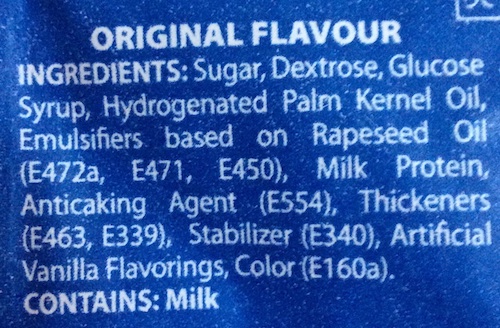 ORIGINAL FLAVOUR
INGREDIENTS: Sugar, Dextrose, Glucose
Syrup, Hydrogenated Palm Kernel Oil,
Emulsifiers based on Rapeseed Oil
(E472a, E471, E450), Milk Protein,
Anticaking Agent (E554), Thickeners
(E463, E339), Stabilizer (E340), Artificial
Vanilla Flavorings, Color (E160a).
CONTAINS: Milk